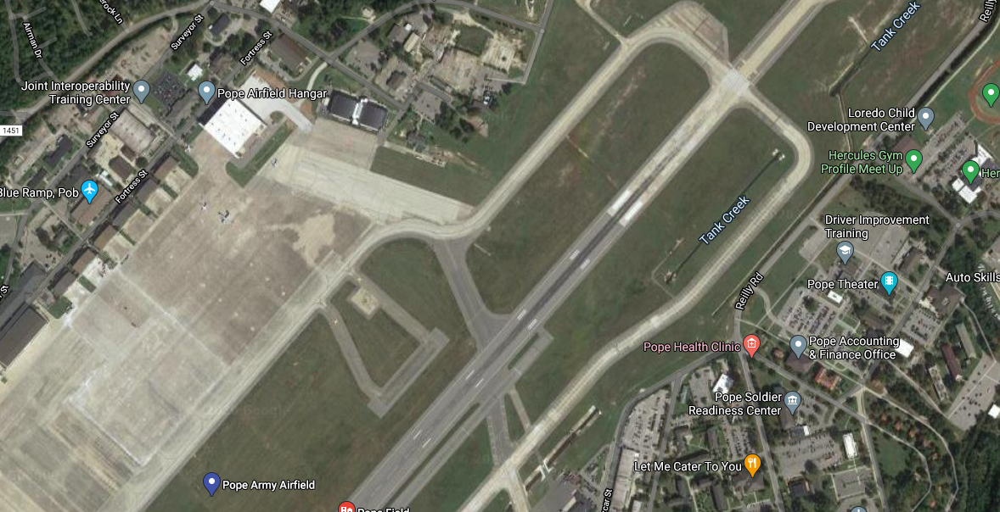 rock Ln
Airman Dr
Surveyor St
Fortress St
Tank Creek
Reilly
Joint Interoperability
Training Center
Pope Airfield Hangar
1451
Surveyor St
Loredo Child
Development Center
Hercules Gym
Profile Meet Up
Her
Blue Ramp, Pob
Fortress St
Tank Creek
Driver Improvement
Training
Reilly Rd
Pope Theater
Auto Skills
St
Pope Health Clinic
Pope Accounting
& Finance Office
Pope Soldier
Readiness Center
Let Me Cater To You
Pope Army Airfield
Pope Field
car St